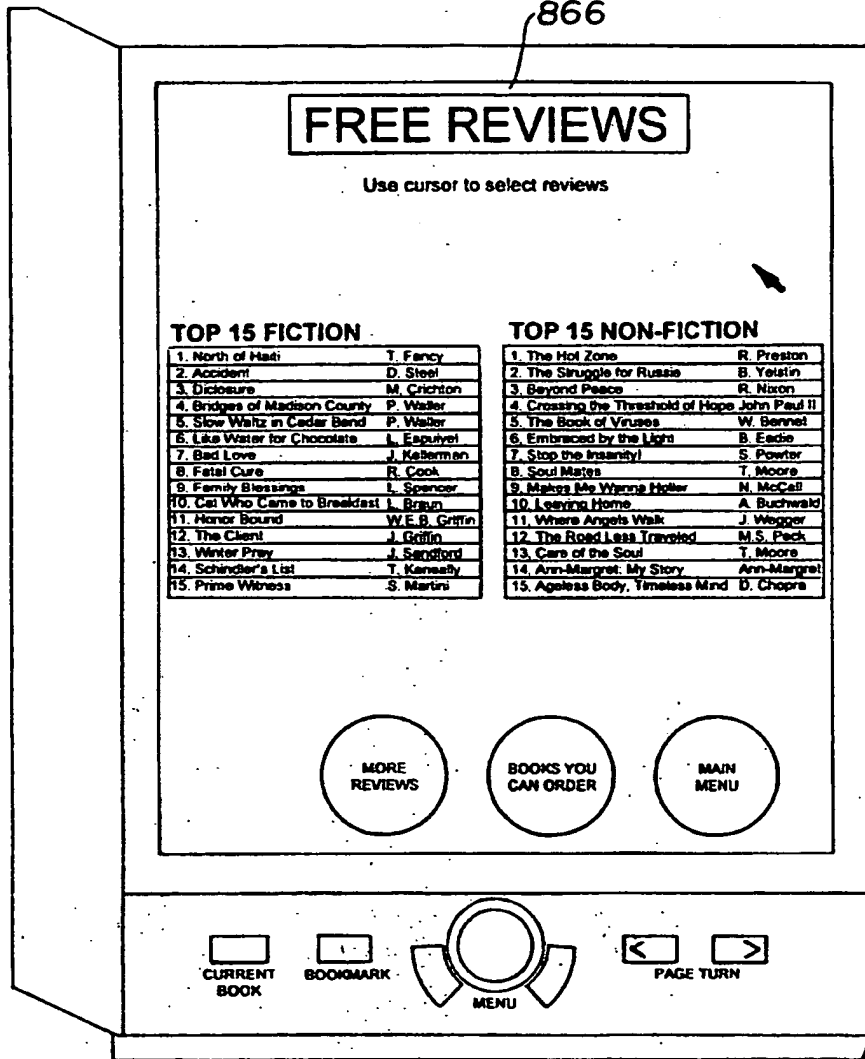 866
FREE REVIEWS
Use cursor to select reviews
TOP 15 FICTION
1. North of Haiti T. Fancy
2. Accident D. Steel
3. Diclosure M. Crichton
4. Bridges of Madison County P. Waller
5. Slow Waltz in Cedar Bend P. Waller
6. Like Water for Chocolate L. Esquivel
7. Bad Love J. Kellerman
8. Fatal Cure R. Cook
9. Family Blessings L. Spencer
10. Cat Who Came to Breakfast L. Braun
11. Honor Bound W.E.B. Griffin
12. The Client J. Griffin
13. Winter Prey J. Sandford
14. Schindler's List T. Keneally
15. Prime Witness S. Martini
TOP 15 NON-FICTION
1. The Hot Zone R. Preston
2. The Struggle for Russia B. Yelstin
3. Beyond Peace R. Nixon
4. Crossing the Threshold of Hope John Paul II
5. The Book of Viruses W. Bennet
6. Embraced by the Light B. Eadie
7. Stop the Insanity! S. Powter
8. Soul Mates T. Moore
9. Makes Me Wanna Holler N. McCall
10. Leaving Home A. Buchwald
11. Where Angels Walk J. Wegger
12. The Road Less Traveled M.S. Peck
13. Care of the Soul T. Moore
14. Ann-Margret: My Story Ann-Margret
15. Ageless Body, Timeless Mind D. Chopra
MORE
REVIEWS
BOOKS YOU
CAN ORDER
MAIN
MENU
CURRENT
BOOK
BOOKMARK
MENU
< >
PAGE TURN